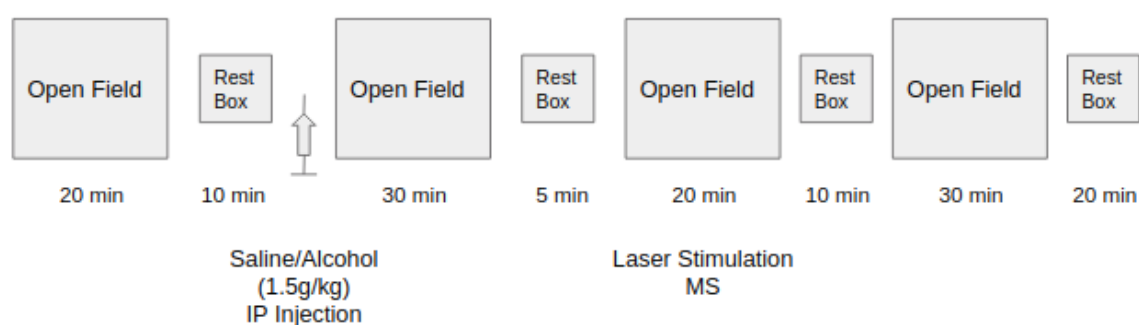 Open Field
Rest
Box
Open Field
Rest
Box
Open Field
Rest
Box
Open Field
Rest
Box
20 min
10 min
30 min
5 min
20 min
10 min
30 min
20 min
Saline/Alcohol
(1.5g/kg)
IP Injection
Laser Stimulation
MS